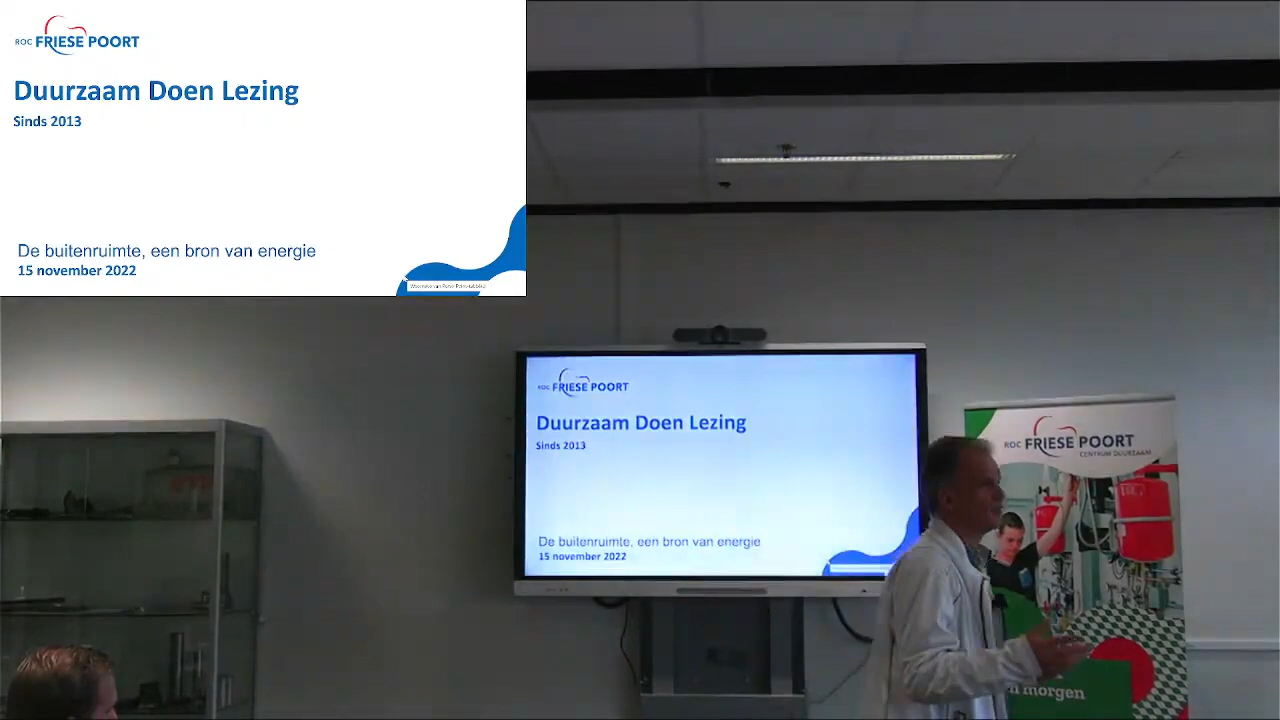 ROC FRIESE POORT
Duurzaam Doen Lezing
Sinds 2013
De buitenruimte, een bron van energie
15 november 2022
ROC FRIESE POORT
Duurzaam Doen Lezing
Sinds 2013
De buitenruimte, een bron van energie
15 november 2022
ROC FRIESE POORT
CENTRUM DUURZAAM
morgen